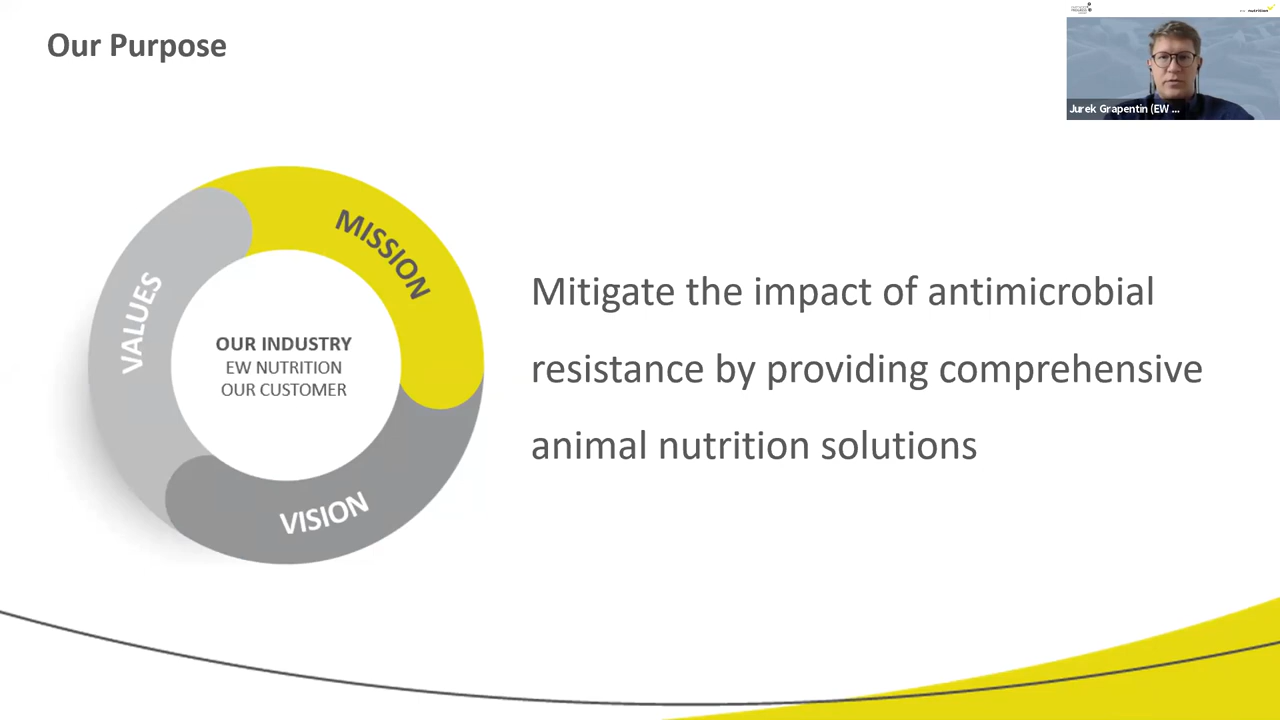 Our Purpose
nutrition
Jurek Grapentin (EW ...
MISSION
VALUES
OUR INDUSTRY
EW NUTRITION
OUR CUSTOMER
VISION
Mitigate the impact of antimicrobial
resistance by providing comprehensive
animal nutrition solutions